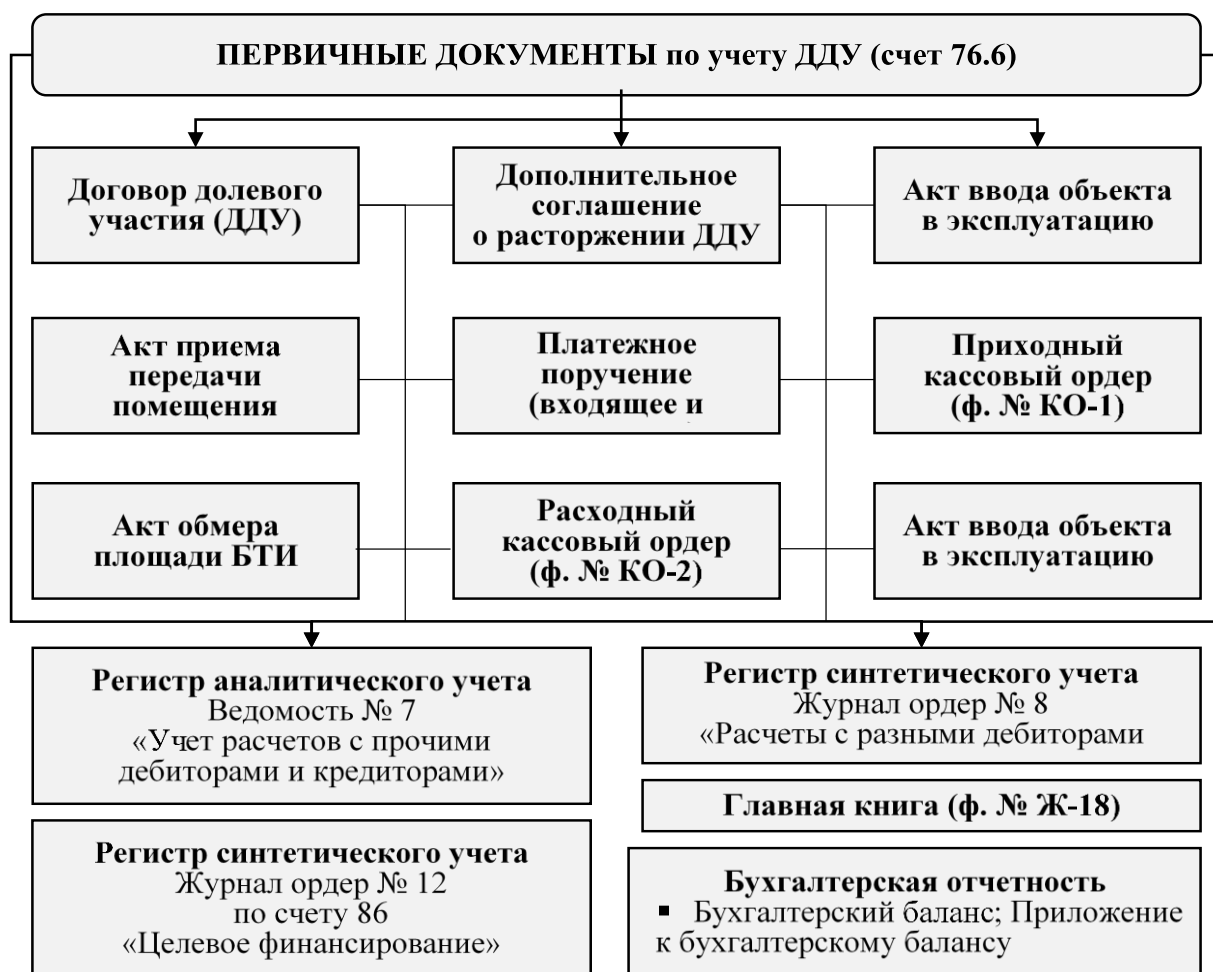 ПЕРВИЧНЫЕ ДОКУМЕНТЫ по учету ДДУ (счет 76.6)
Договор долевого
участия (ДДУ)
Дополнительное
соглашение
о расторжении ДДУ
Акт ввода объекта
в эксплуатацию
Акт приема
передачи
помещения
Платежное
поручение
(входящее и
Приходный
кассовый ордер
(ф. № КО-1)
Акт обмера
площади БТИ
Расходный
кассовый ордер
(ф. № КО-2)
Акт ввода объекта
в эксплуатацию
Регистр аналитического учета
Ведомость № 7
«Учет расчетов с прочими
дебиторами и кредиторами»
Регистр синтетического учета
Журнал ордер № 8
«Расчеты с разными дебиторами
Главная книга (ф. № Ж-18)
Регистр синтетического учета
Журнал ордер № 12
по счету 86
«Целевое финансирование»
Бухгалтерская отчетность
▪ Бухгалтерский баланс; Приложение
к бухгалтерскому балансу